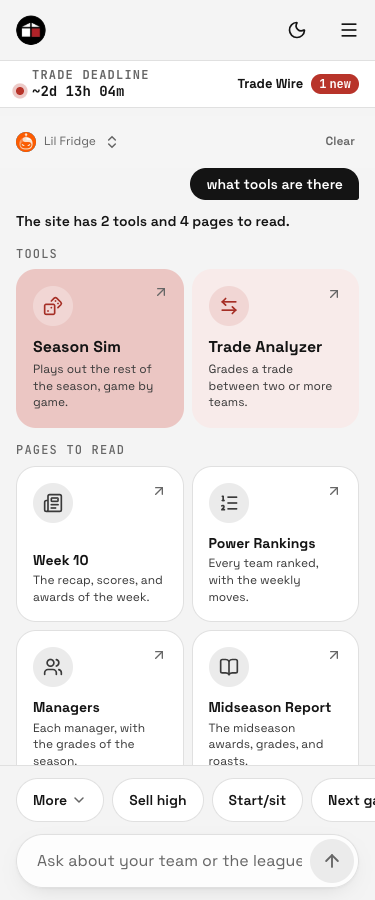 TRADE DEADLINE
~2d 13h 04m
Trade Wire 1 new
Lil Fridge
Clear
what tools are there
The site has 2 tools and 4 pages to read.
TOOLS
Season Sim
Plays out the rest of
the season, game by
game.
Trade Analyzer
Grades a trade
between two or more
teams.
PAGES TO READ
Week 10
The recap, scores, and
awards of the week.
Power Rankings
Every team ranked,
with the weekly
moves.
Managers
Each manager, with
the grades of the
season.
Midseason Report
The midseason
awards, grades, and
roasts.
More
Sell high
Start/sit
Next ga
Ask about your team or the league